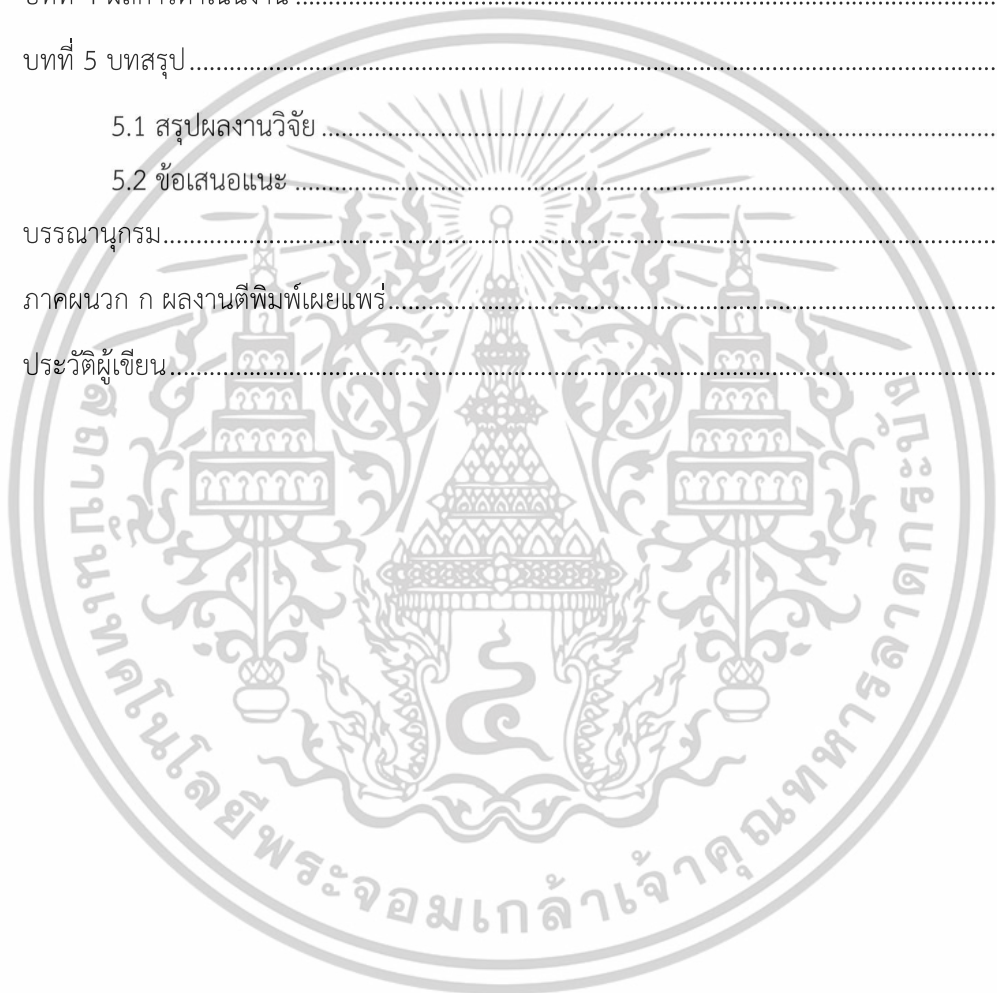 บทที่ 5 บทสรุป
5.1 สรุปผลงานวิจัย
5.2 ข้อเสนอแนะ
บรรณานุกรม
ภาคผนวก ก ผลงานตีพิมพ์เผยแพร่
ประวัติผู้เขียน
สถาบันเทคโนโลยีพระจอมเกล้าเจ้าคุณทหารลาดกระบัง
๔